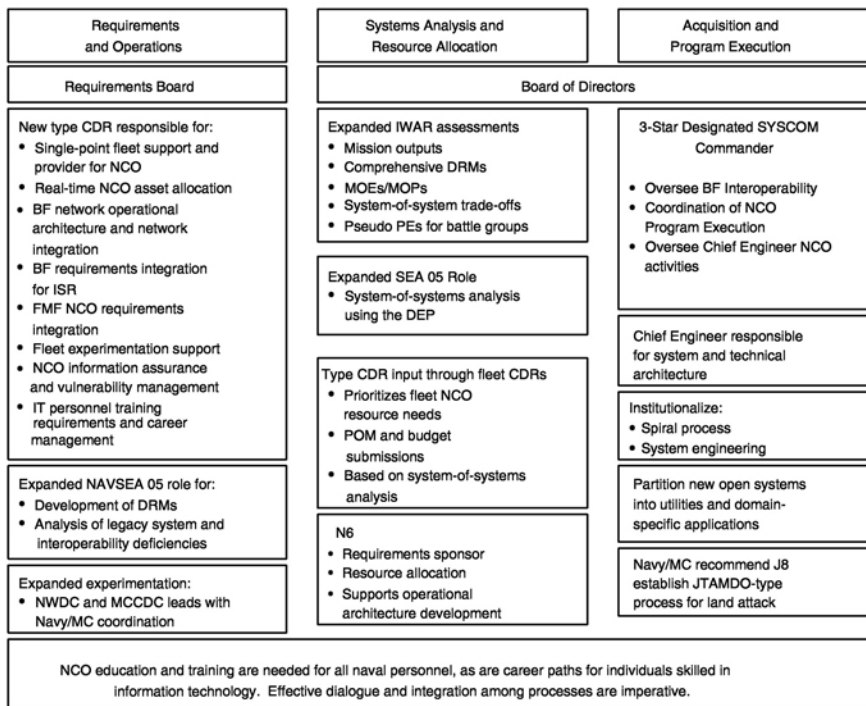 Requirements
and Operations
Systems Analysis and
Resource Allocation
Acquisition and
Program Execution
Requirements Board
Board of Directors
New type CDR responsible for:
• Single-point fleet support and
provider for NCO
• Real-time NCO asset allocation
• BF network operational
architecture and network
integration
• BF requirements integration
for ISR
• FMF NCO requirements
integration
• Fleet experimentation support
• NCO information assurance
and vulnerability management
• IT personnel training
requirements and career
management
Expanded NAVSEA 05 role for:
• Development of DRMs
• Analysis of legacy system and
interoperability deficiencies
Expanded experimentation:
• NWDC and MCCDC leads with
Navy/MC coordination
Expanded IWAR assessments
• Mission outputs
• Comprehensive DRMs
• MOEs/MOPs
• System-of-system trade-offs
• Pseudo PEs for battle groups
Expanded SEA 05 Role
• System-of-systems analysis
using the DEP
Type CDR input through fleet CDRs
• Prioritizes fleet NCO
resource needs
• POM and budget
submissions
• Based on system-of-systems
analysis
N6
• Requirements sponsor
• Resource allocation
• Supports operational
architecture development
3-Star Designated SYSCOM
Commander
• Oversee BF Interoperability
• Coordination of NCO
Program Execution
• Oversee Chief Engineer NCO
activities
Chief Engineer responsible
for system and technical
architecture
Institutionalize:
• Spiral process
• System engineering
Partition new open systems
into utilities and domain-
specific applications
Navy/MC recommend J8
establish JTAMDO-type
process for land attack
NCO education and training are needed for all naval personnel, as are career paths for individuals skilled in
information technology. Effective dialogue and integration among processes are imperative.